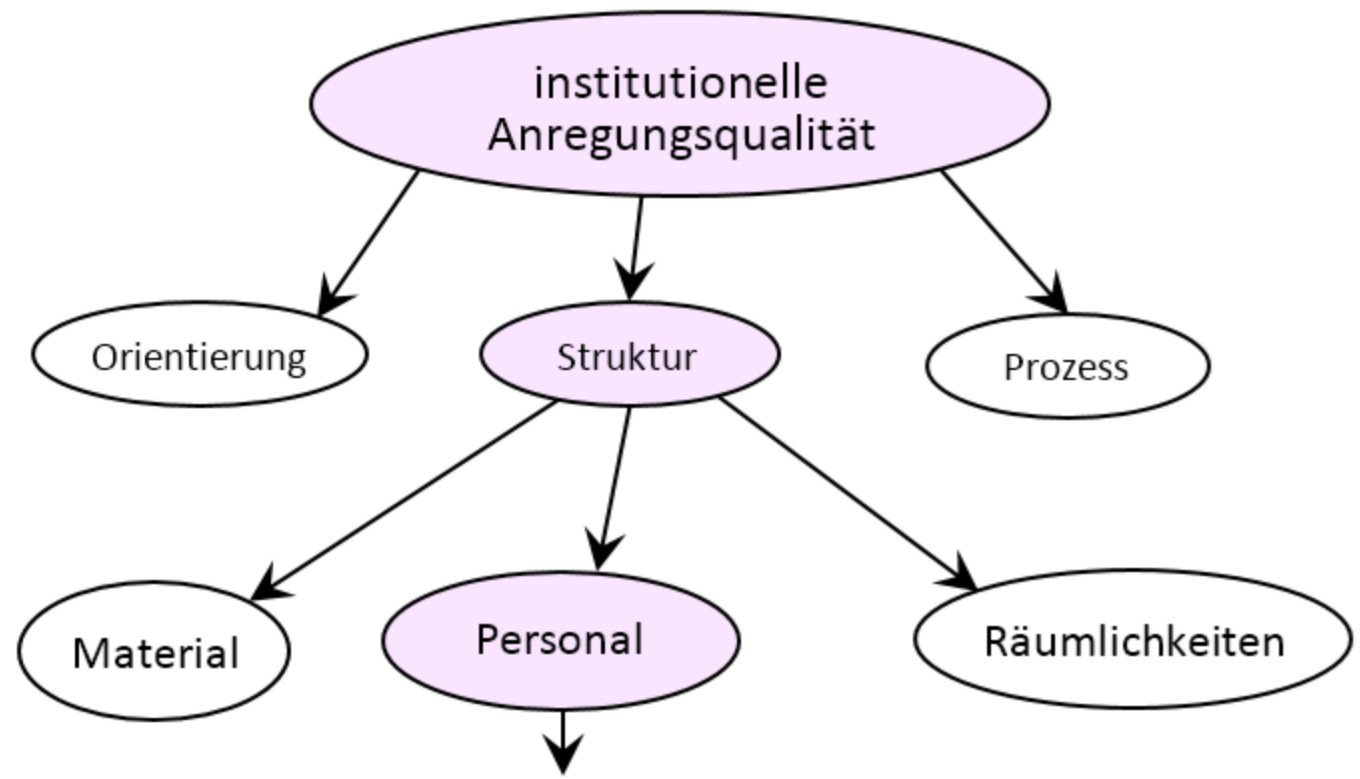 institutionelle
Anregungsqualität
Orientierung
Struktur
Prozess
Material
Personal
Räumlichkeiten